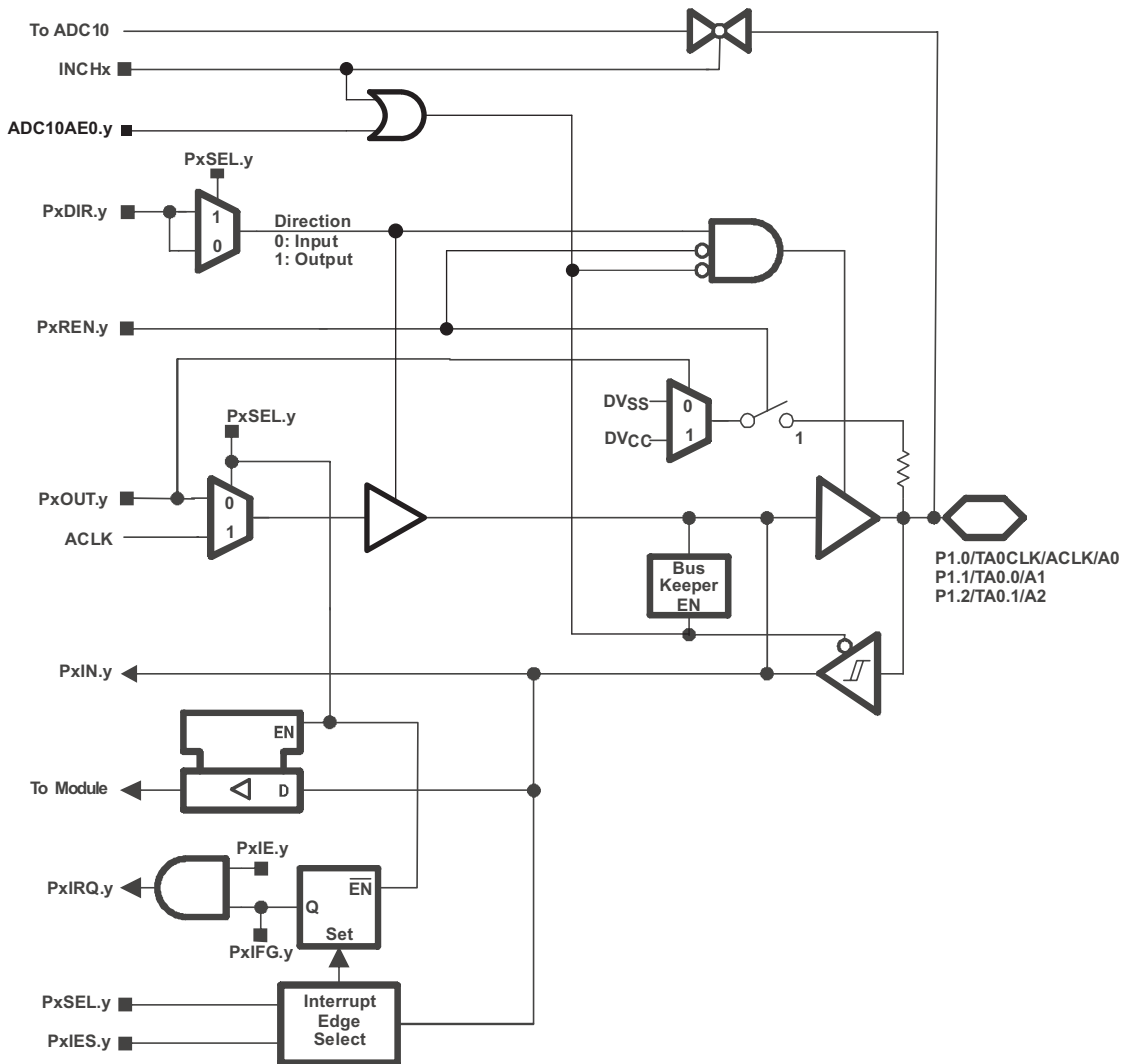 To ADC10
INCHx
ADC10AE0.y
PxSEL.y
PxDIR.y
1
0
Direction
0: Input
1: Output
PxREN.y
DVSS
0
DVCC
1
1
PxSEL.y
PxOUT.y
0
ACLK
1
Bus
Keeper
EN
P1.0/TA0CLK/ACLK/A0
P1.1/TA0.0/A1
P1.2/TA0.1/A2
PxIN.y
EN
To Module
D
PxIE.y
PxIRQ.y
EN
Q
Set
PxIFG.y
PxSEL.y
PxIES.y
Interrupt
Edge
Select